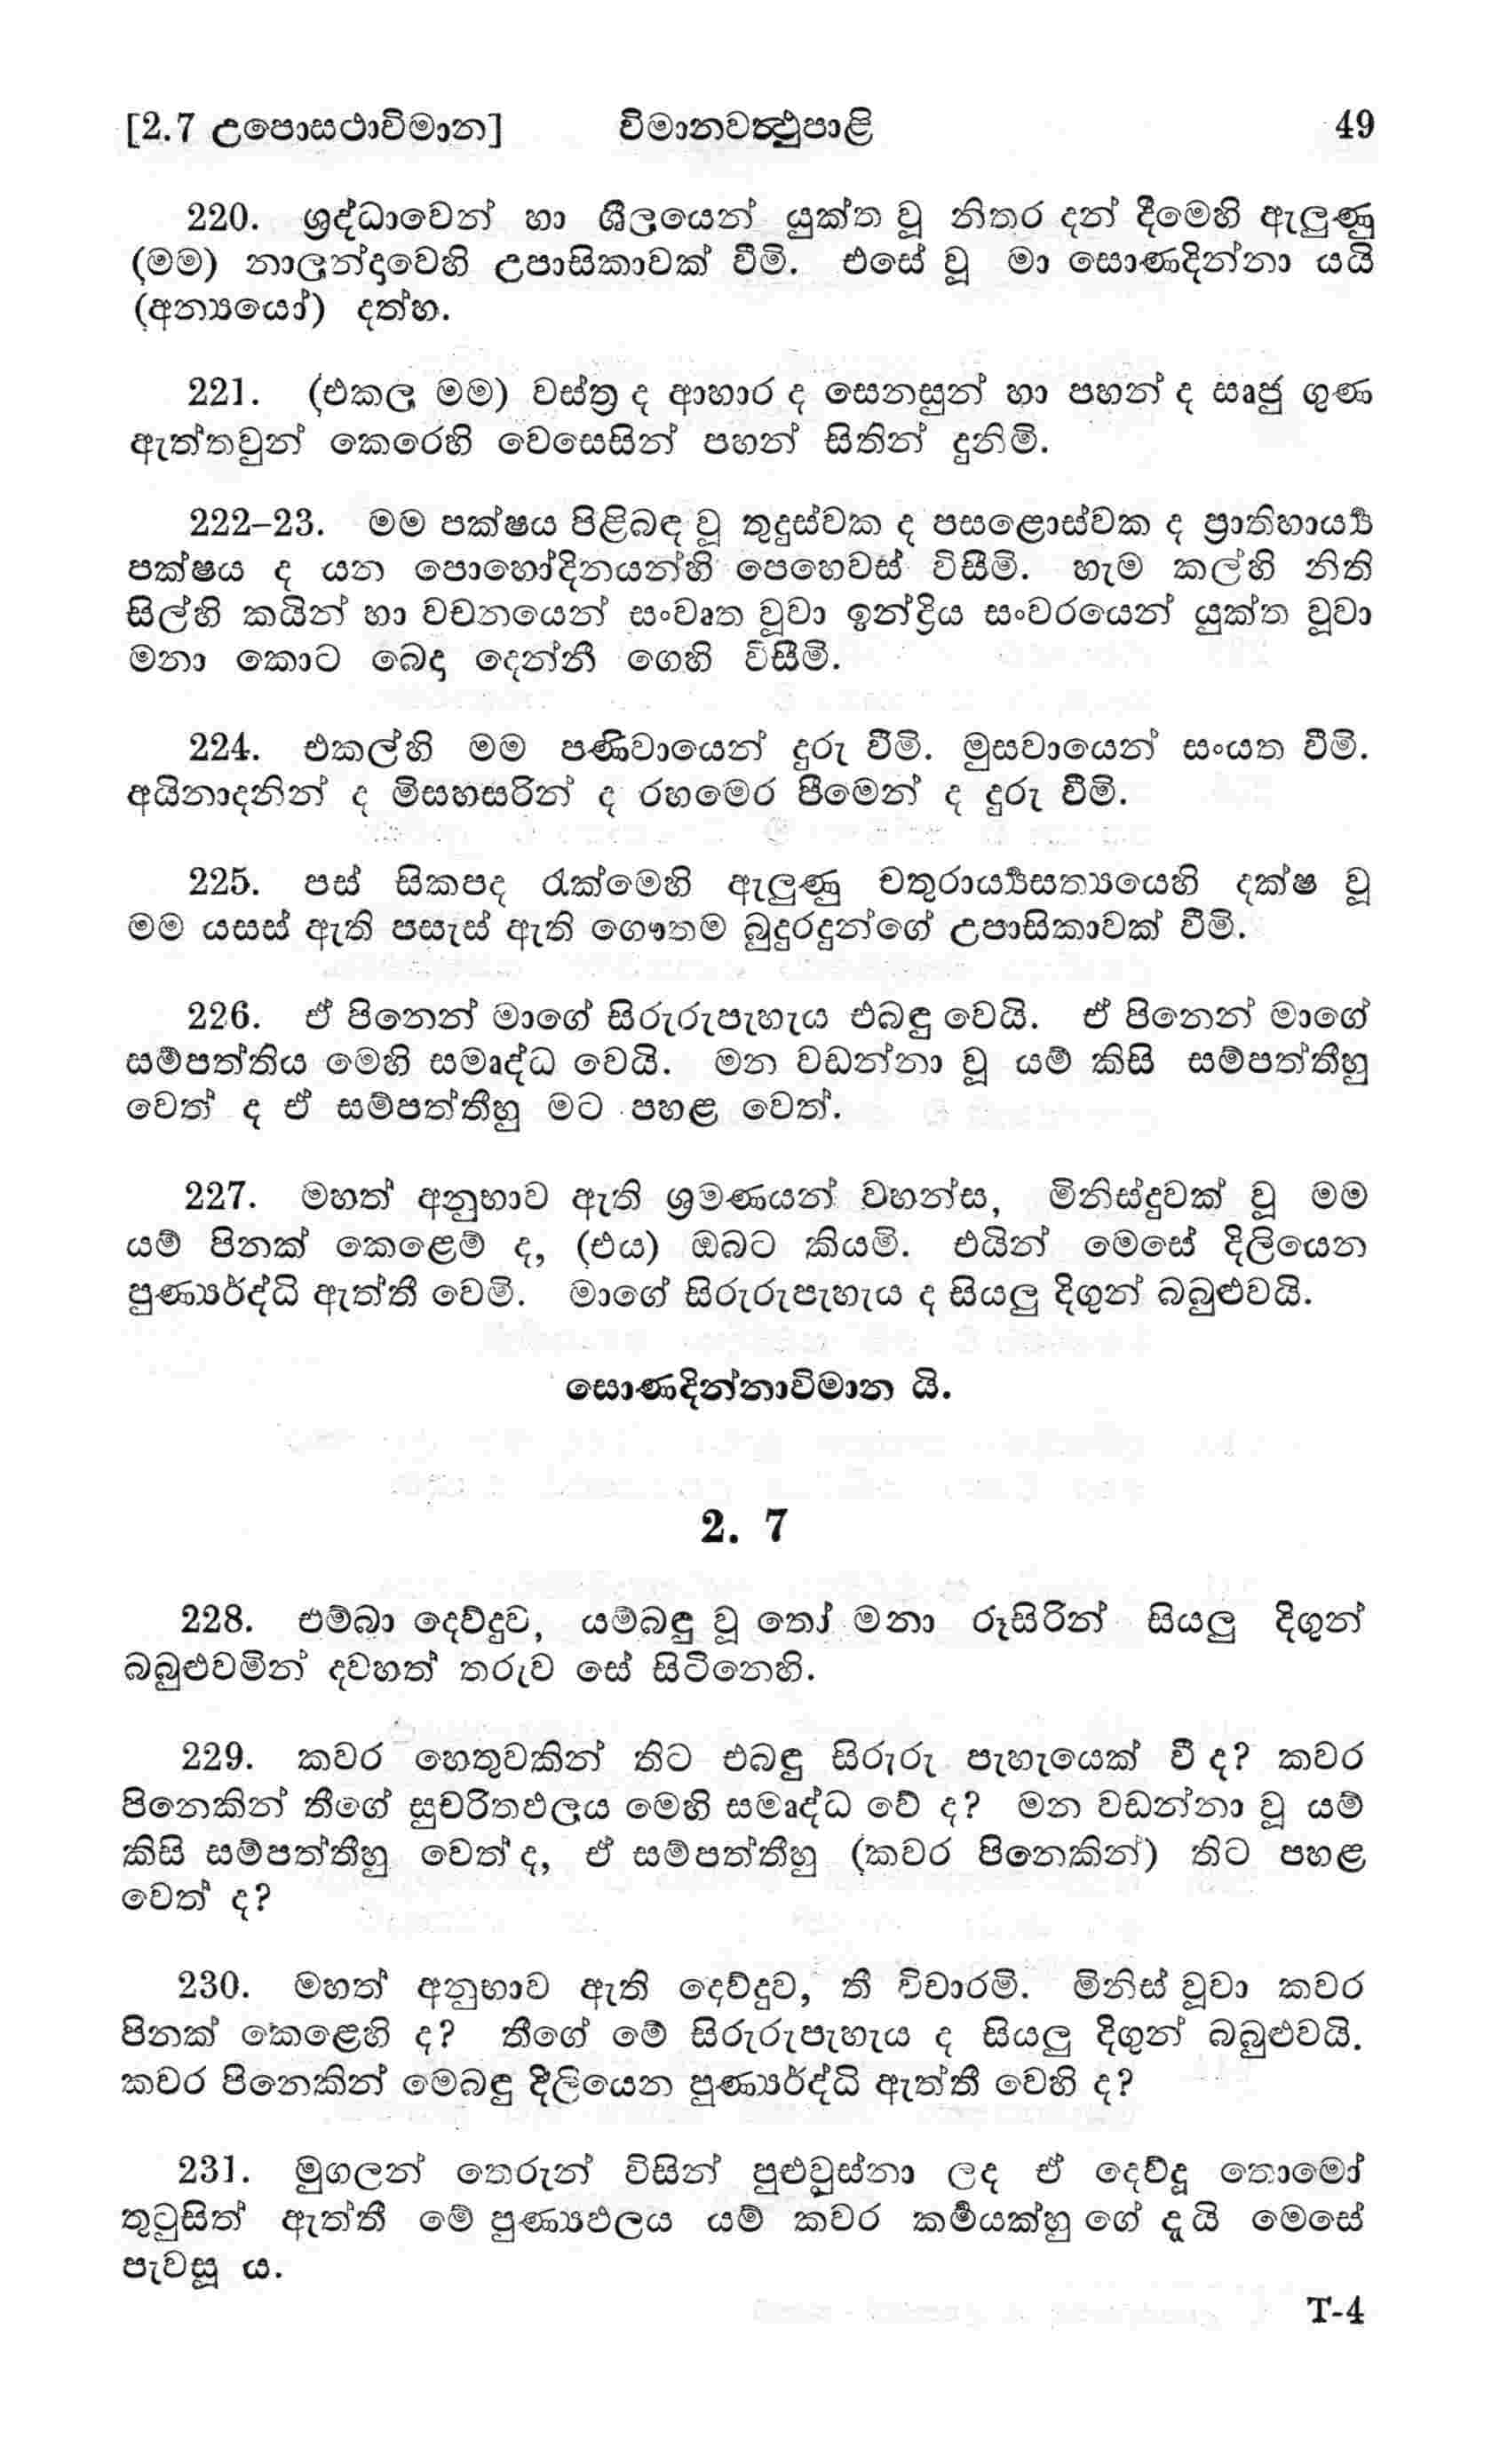 [2.7 උපොසථාවිමාන] විමානවත්‍ථුපාළි 49
220. ශ්‍රද්ධාවෙන් හා ශීලයෙන් යුක්ත වූ නිතර දන් දීමෙහි ඇලුණු
(මම) නාලන්දාවෙහි උපාසිකාවක් වීමි. එසේ වූ මා සොණදින්නා යයි
(අන්‍යයෝ) දත්හ.
221. (එකල මම) වස්ත්‍ර ද ආහාර ද සෙනසුන් හා පහන් ද සෘජු ගුණ
ඇත්තවුන් කෙරෙහි වෙසෙසින් පහන් සිතින් දුනිමි.
222–23. මම පක්ෂය පිළිබඳ වූ තුදුස්වක ද පසළොස්වක ද ප්‍රාතිහාර්‍ය්‍ය
පක්ෂය ද යන පොහෝදිනයන්හි පෙහෙවස් විසීමි. හැම කල්හි නිති
සිල්හි කයින් හා වචනයෙන් සංවෘත වූවා ඉන්ද්‍රිය සංවරයෙන් යුක්ත වූවා
මනා කොට බෙදා දෙන්නී ගෙහි විසීමි.
224. එකල්හි මම පණිවායෙන් දුරු වීමි. මුසවායෙන් සංයත වීමි.
අයිනාදනින් ද මිසහසරින් ද රහමෙර පීමෙන් ද දුරු වීමි.
225. පස් සිකපද රැක්මෙහි ඇලුණු චතුරාර්‍ය්‍යසත්‍යයෙහි දක්ෂ වූ
මම යසස් ඇති පසැස් ඇති ගෞතම බුදුරදුන්ගේ උපාසිකාවක් වීමි.
226. ඒ පිනෙන් මාගේ සිරුරුපැහැය එබඳු වෙයි. ඒ පිනෙන් මාගේ
සම්පත්තිය මෙහි සමෘද්ධ වෙයි. මන වඩන්නා වූ යම් කිසි සම්පත්තීහු
වෙත් ද ඒ සම්පත්තීහු මට පහළ වෙත්.
227. මහත් අනුභාව ඇති ශ්‍රමණයන් වහන්ස, මිනිස්දුවක් වූ මම
යම් පිනක් කෙළෙම් ද, (එය) ඔබට කියමි. එයින් මෙසේ දිලියෙන
පුණ්‍යර්ද්ධි ඇත්තී වෙමි. මාගේ සිරුරුපැහැය ද සියලු දිගුන් බබුළුවයි.
සොණදින්නාවිමාන යි.
2. 7
228. එම්බා දෙව්දුව, යම්බඳු වූ තෝ මනා රූසිරින් සියලු දිගුන්
බබුළුවමින් දවහත් තරුව සේ සිටිනෙහි.
229. කවර හෙතුවකින් තිට එබඳු සිරුරු පැහැයෙක් වී ද? කවර
පිනෙකින් තීගේ සුචරිතඵලය මෙහි සමෘද්ධ වේ ද? මන වඩන්නා වූ යම්
කිසි සම්පත්තීහු වෙත් ද, ඒ සම්පත්තීහු (කවර පිනෙකින්) තිට පහළ
වෙත් ද?
230. මහත් අනුභාව ඇති දෙව්දුව, තී විචාරමි. මිනිස් වූවා කවර
පිනක් කෙළෙහි ද? තීගේ මේ සිරුරුපැහැය ද සියලු දිගුන් බබුළුවයි.
කවර පිනෙකින් මෙබඳු දිලියෙන පුණ්‍යර්ද්ධි ඇත්තී වෙහි ද?
231. මුගලන් තෙරුන් විසින් පුළුවුස්නා ලද ඒ දෙව්දූ තොමෝ
තුටුසිත් ඇත්තී මේ පුණ්‍යඵලය යම් කවර කර්‍මයක්හු ගේ දැ යි මෙසේ
පැවසූ ය.
T-4